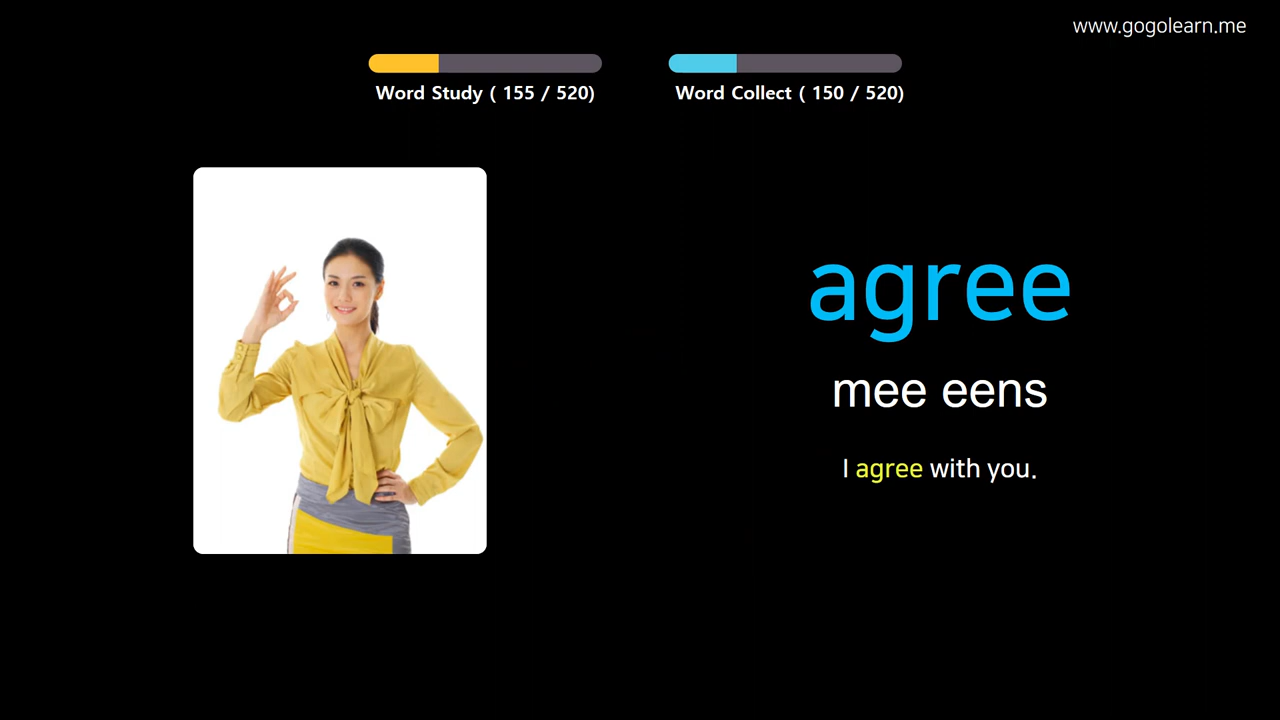 www.gogolearn.me
Word Study ( 155 / 520)
Word Collect ( 150 / 520)
agree
mee eens
I agree with you.